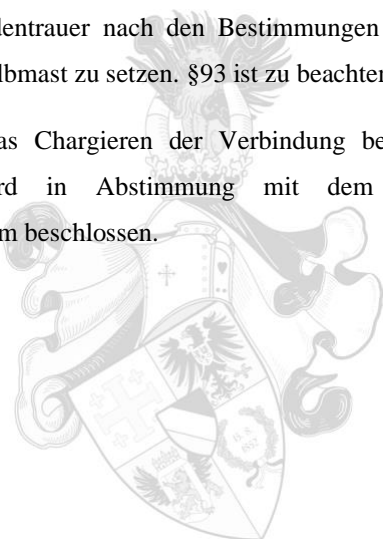 dentrauer nach den Bestimmungen
lbmast zu setzen. §93 ist zu beachten
as Chargieren der Verbindung be
rd in Abstimmung mit dem
m beschlossen.